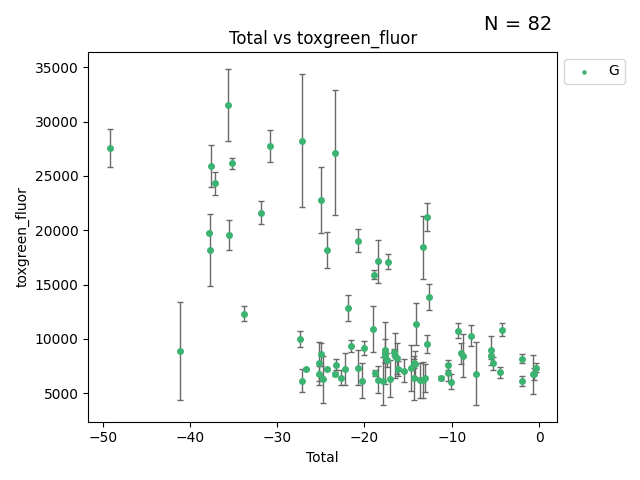 N = 82
Total vs toxgreen_fluor
G
toxgreen_fluor
35000
30000
25000
20000
15000
10000
5000
−50 −40 −30 −20 −10 0
Total